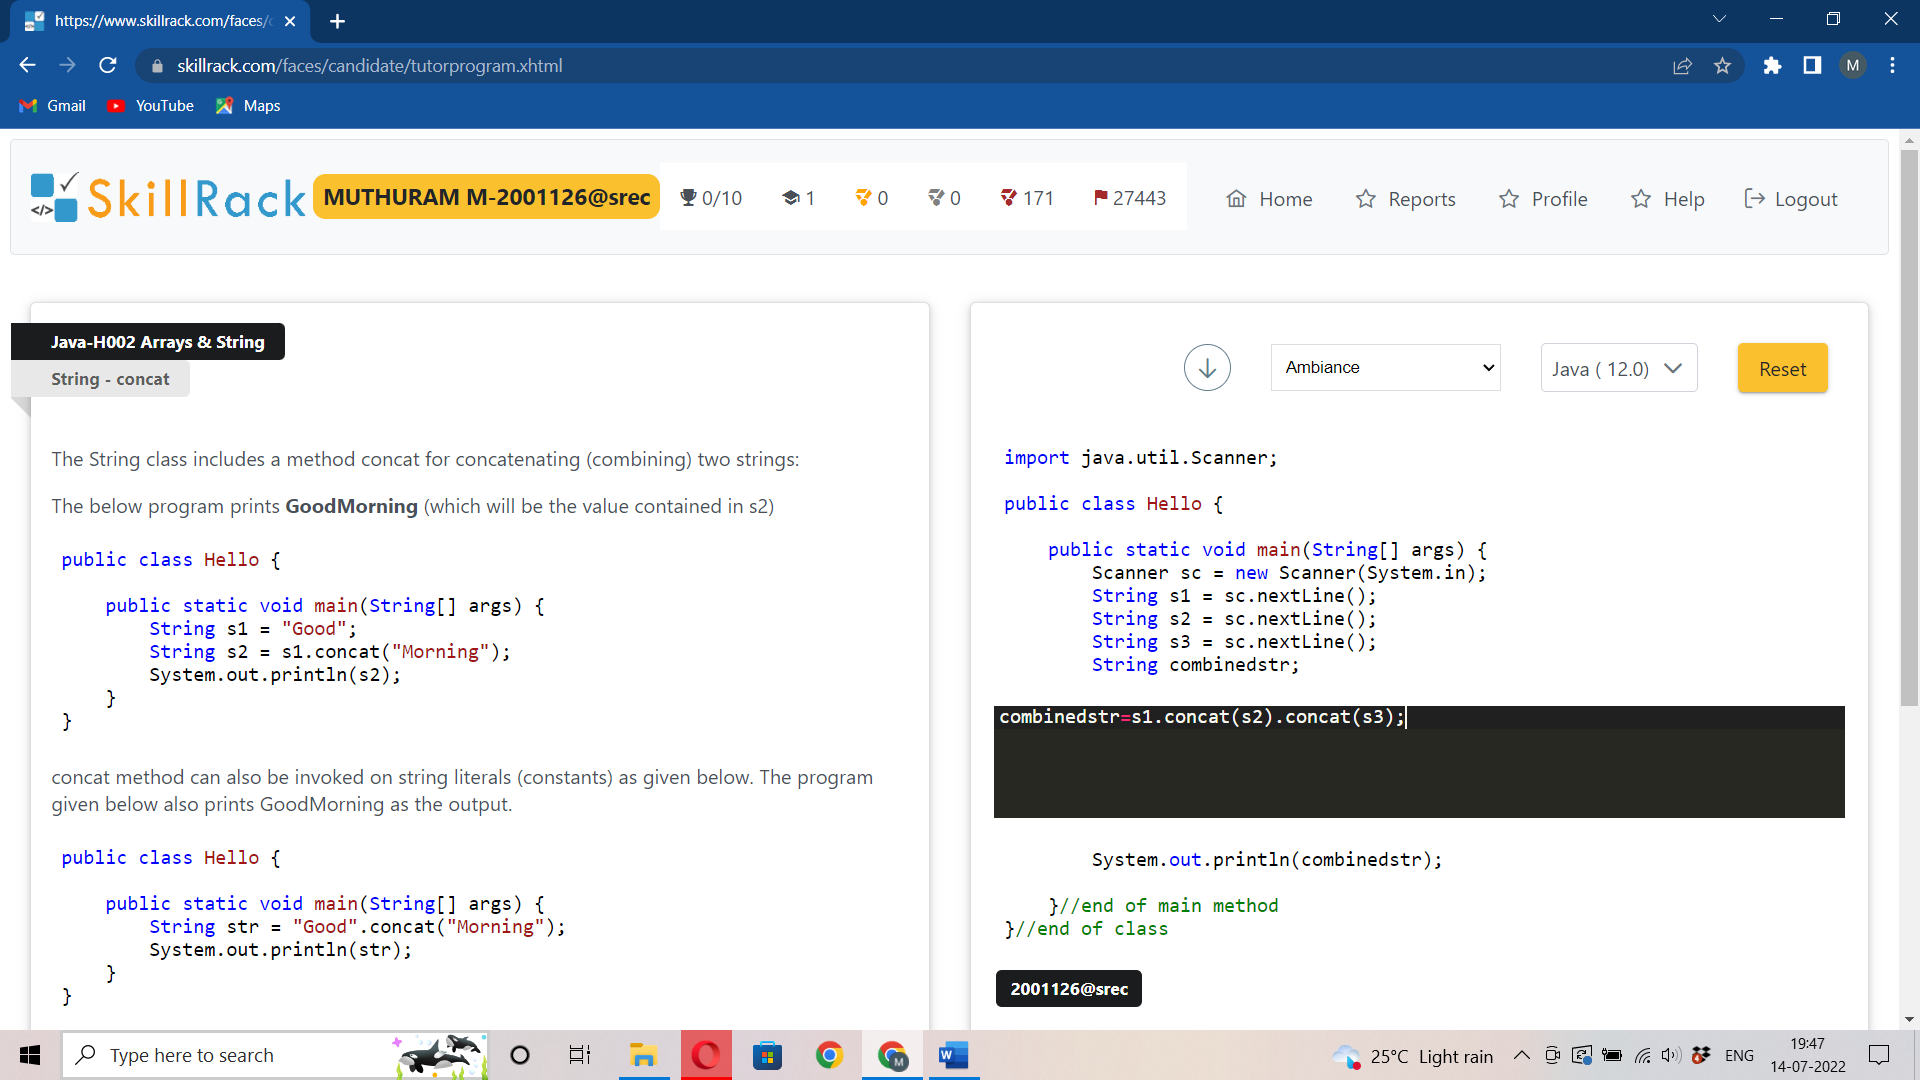 https://www.skillrack.com/faces/c
skillrack.com/faces/candidate/tutorprogram.xhtml
M
Gmail
YouTube
Maps
SkillRack
MUTHURAM M-2001126@srec
0/10
1
0
0
171
27443
Home
Reports
Profile
Help
Logout
Java-H002 Arrays & String
String - concat
The String class includes a method concat for concatenating (combining) two strings:
The below program prints GoodMorning (which will be the value contained in s2)
public class Hello {
public static void main(String[] args) {
String s1 = "Good";
String s2 = s1.concat("Morning");
System.out.println(s2);
}
}
concat method can also be invoked on string literals (constants) as given below. The program
given below also prints GoodMorning as the output.
public class Hello {
public static void main(String[] args) {
String str = "Good".concat("Morning");
System.out.println(str);
}
}
Ambiance
Java ( 12.0)
Reset
import java.util.Scanner;
public class Hello {
public static void main(String[] args) {
Scanner sc = new Scanner(System.in);
String s1 = sc.nextLine();
String s2 = sc.nextLine();
String s3 = sc.nextLine();
String combinedstr;
combinedstr=s1.concat(s2).concat(s3);
System.out.println(combinedstr);
}//end of main method
}//end of class
2001126@srec
Type here to search
25°C Light rain
ENG
19:47
14-07-2022